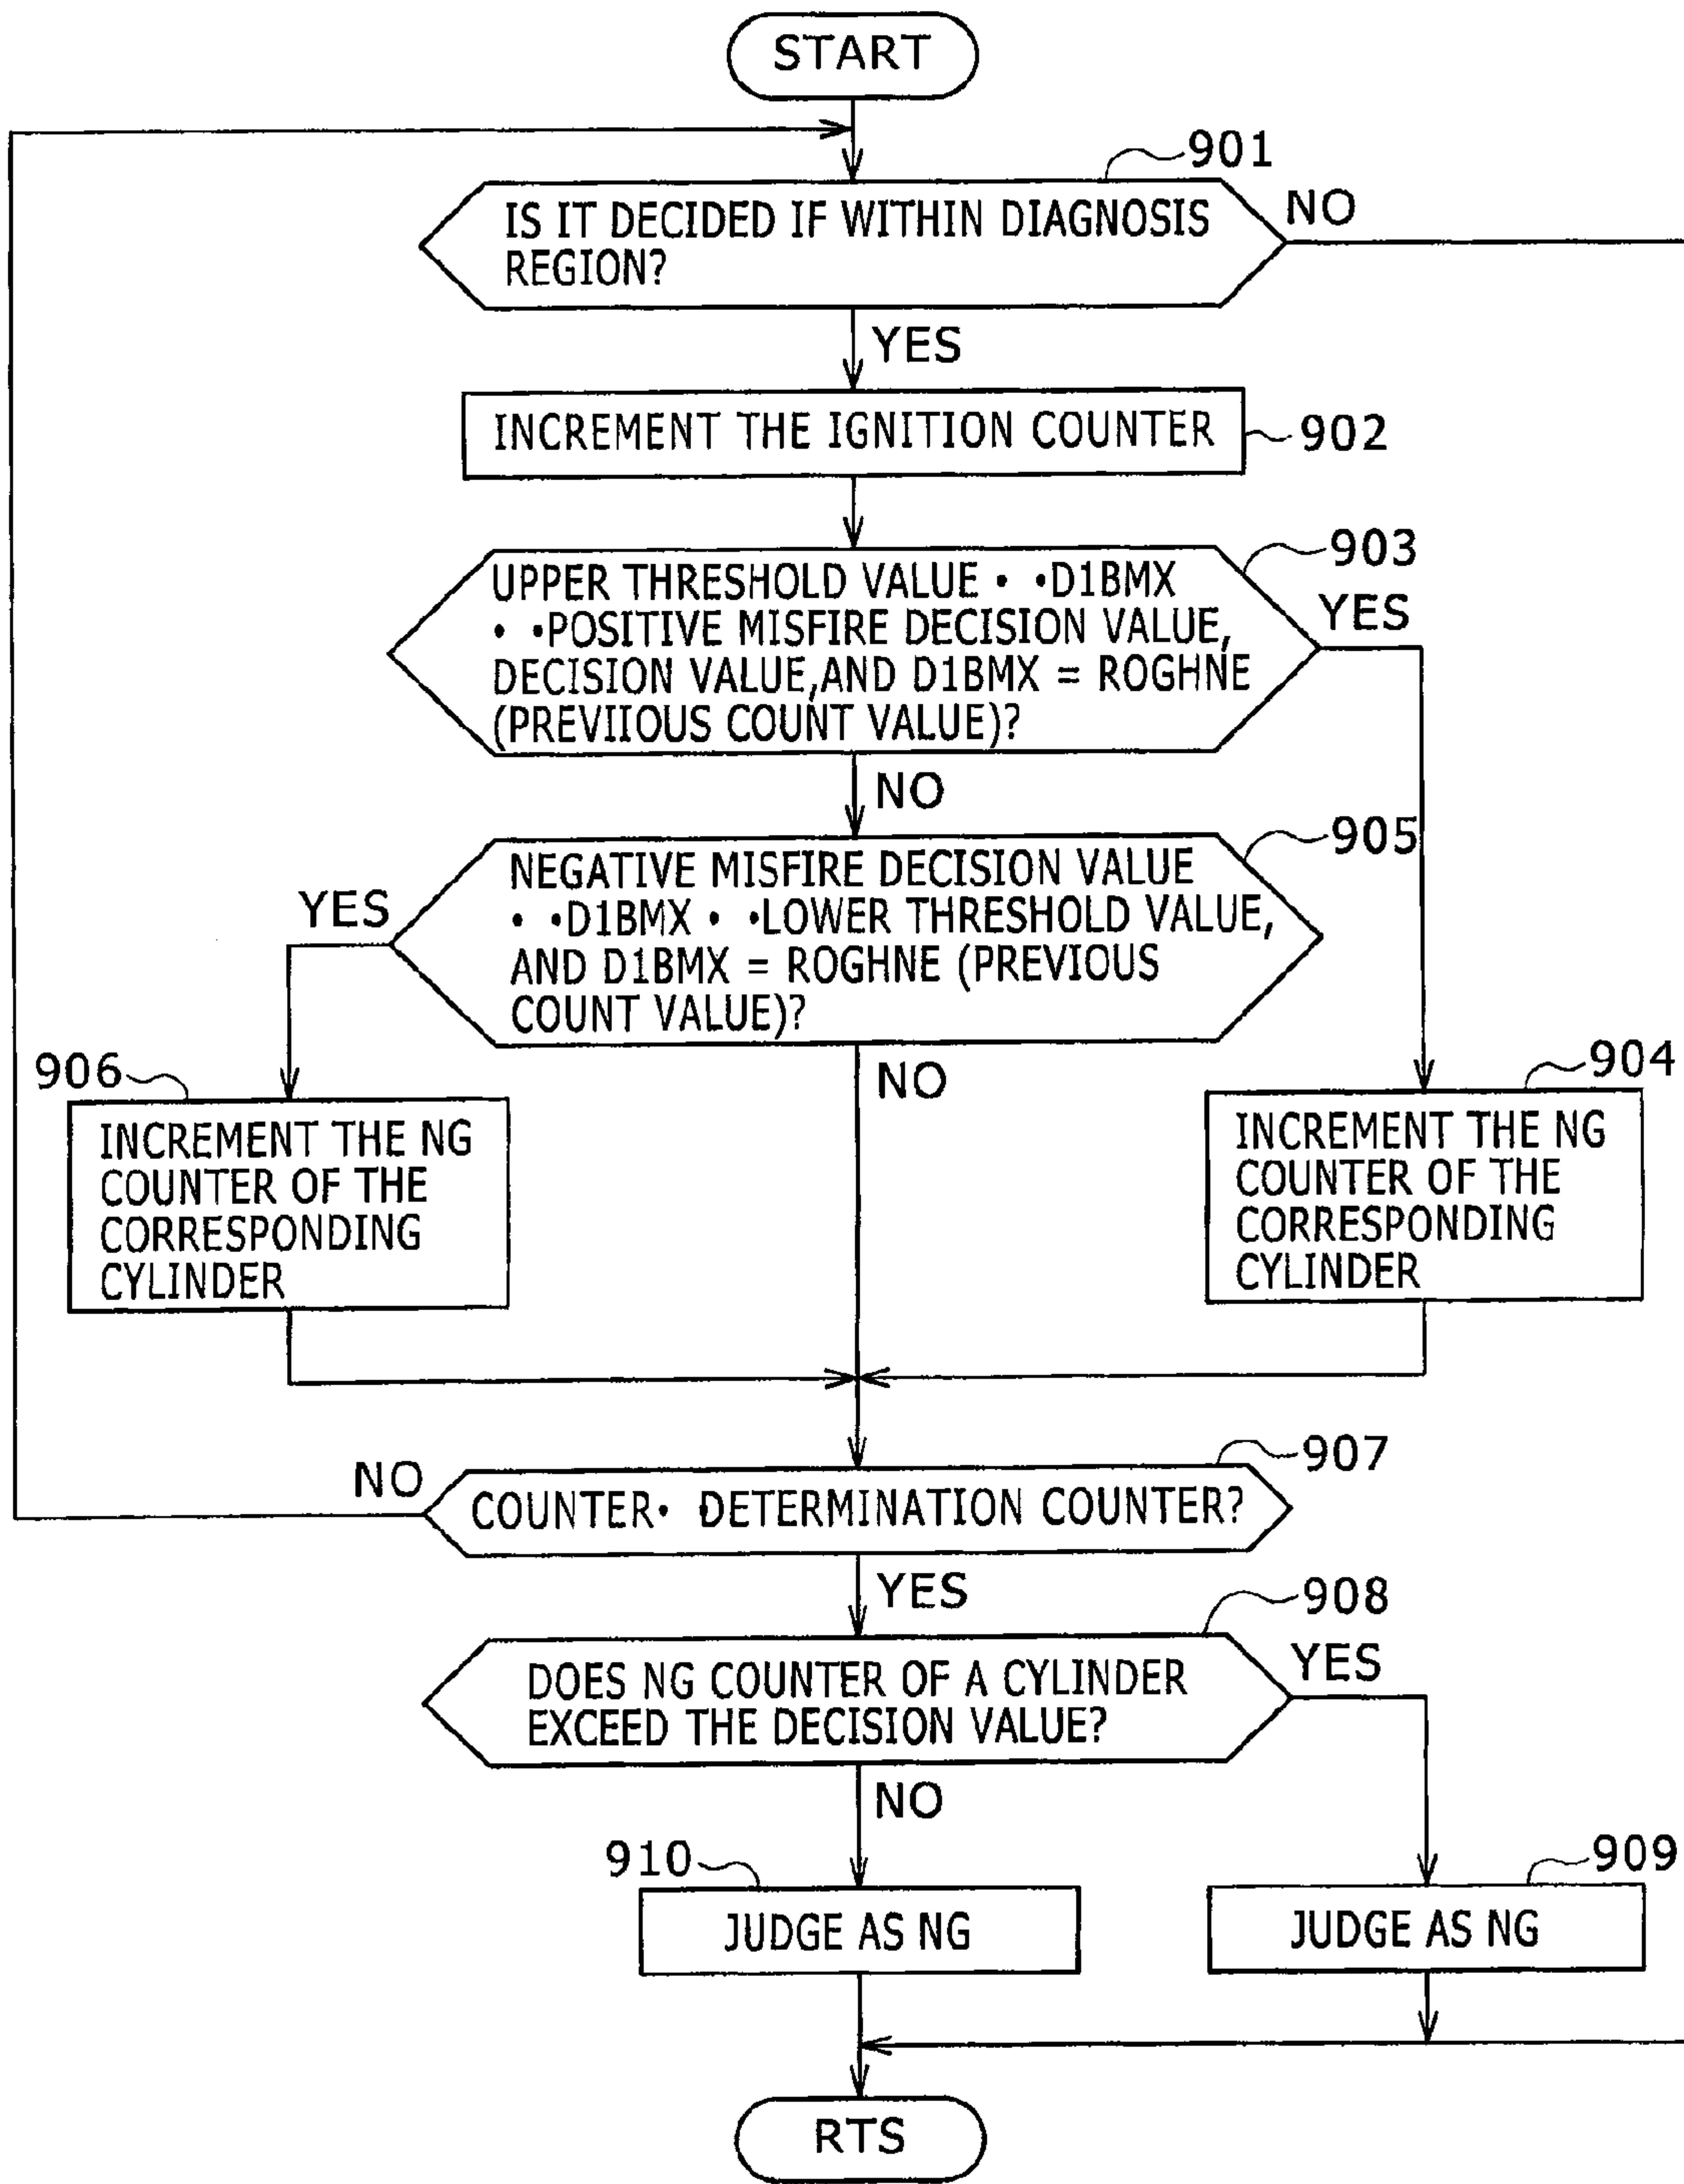 START
901
IS IT DECIDED IF WITHIN DIAGNOSIS
REGION?
NO
YES
INCREMENT THE IGNITION COUNTER
902
903
UPPER THRESHOLD VALUE • •D1BMX
• •POSITIVE MISFIRE DECISION VALUE,
DECISION VALUE,AND D1BMX = ROGHNE
(PREVIIOUS COUNT VALUE)?
YES
NO
905
NEGATIVE MISFIRE DECISION VALUE
• •D1BMX • •LOWER THRESHOLD VALUE,
AND D1BMX = ROGHNE (PREVIOUS
COUNT VALUE)?
YES
NO
906
INCREMENT THE NG
COUNTER OF THE
CORRESPONDING
CYLINDER
904
INCREMENT THE NG
COUNTER OF THE
CORRESPONDING
CYLINDER
907
NO
COUNTER• •DETERMINATION COUNTER?
YES
908
DOES NG COUNTER OF A CYLINDER
EXCEED THE DECISION VALUE?
YES
NO
910
JUDGE AS NG
909
JUDGE AS NG
RTS